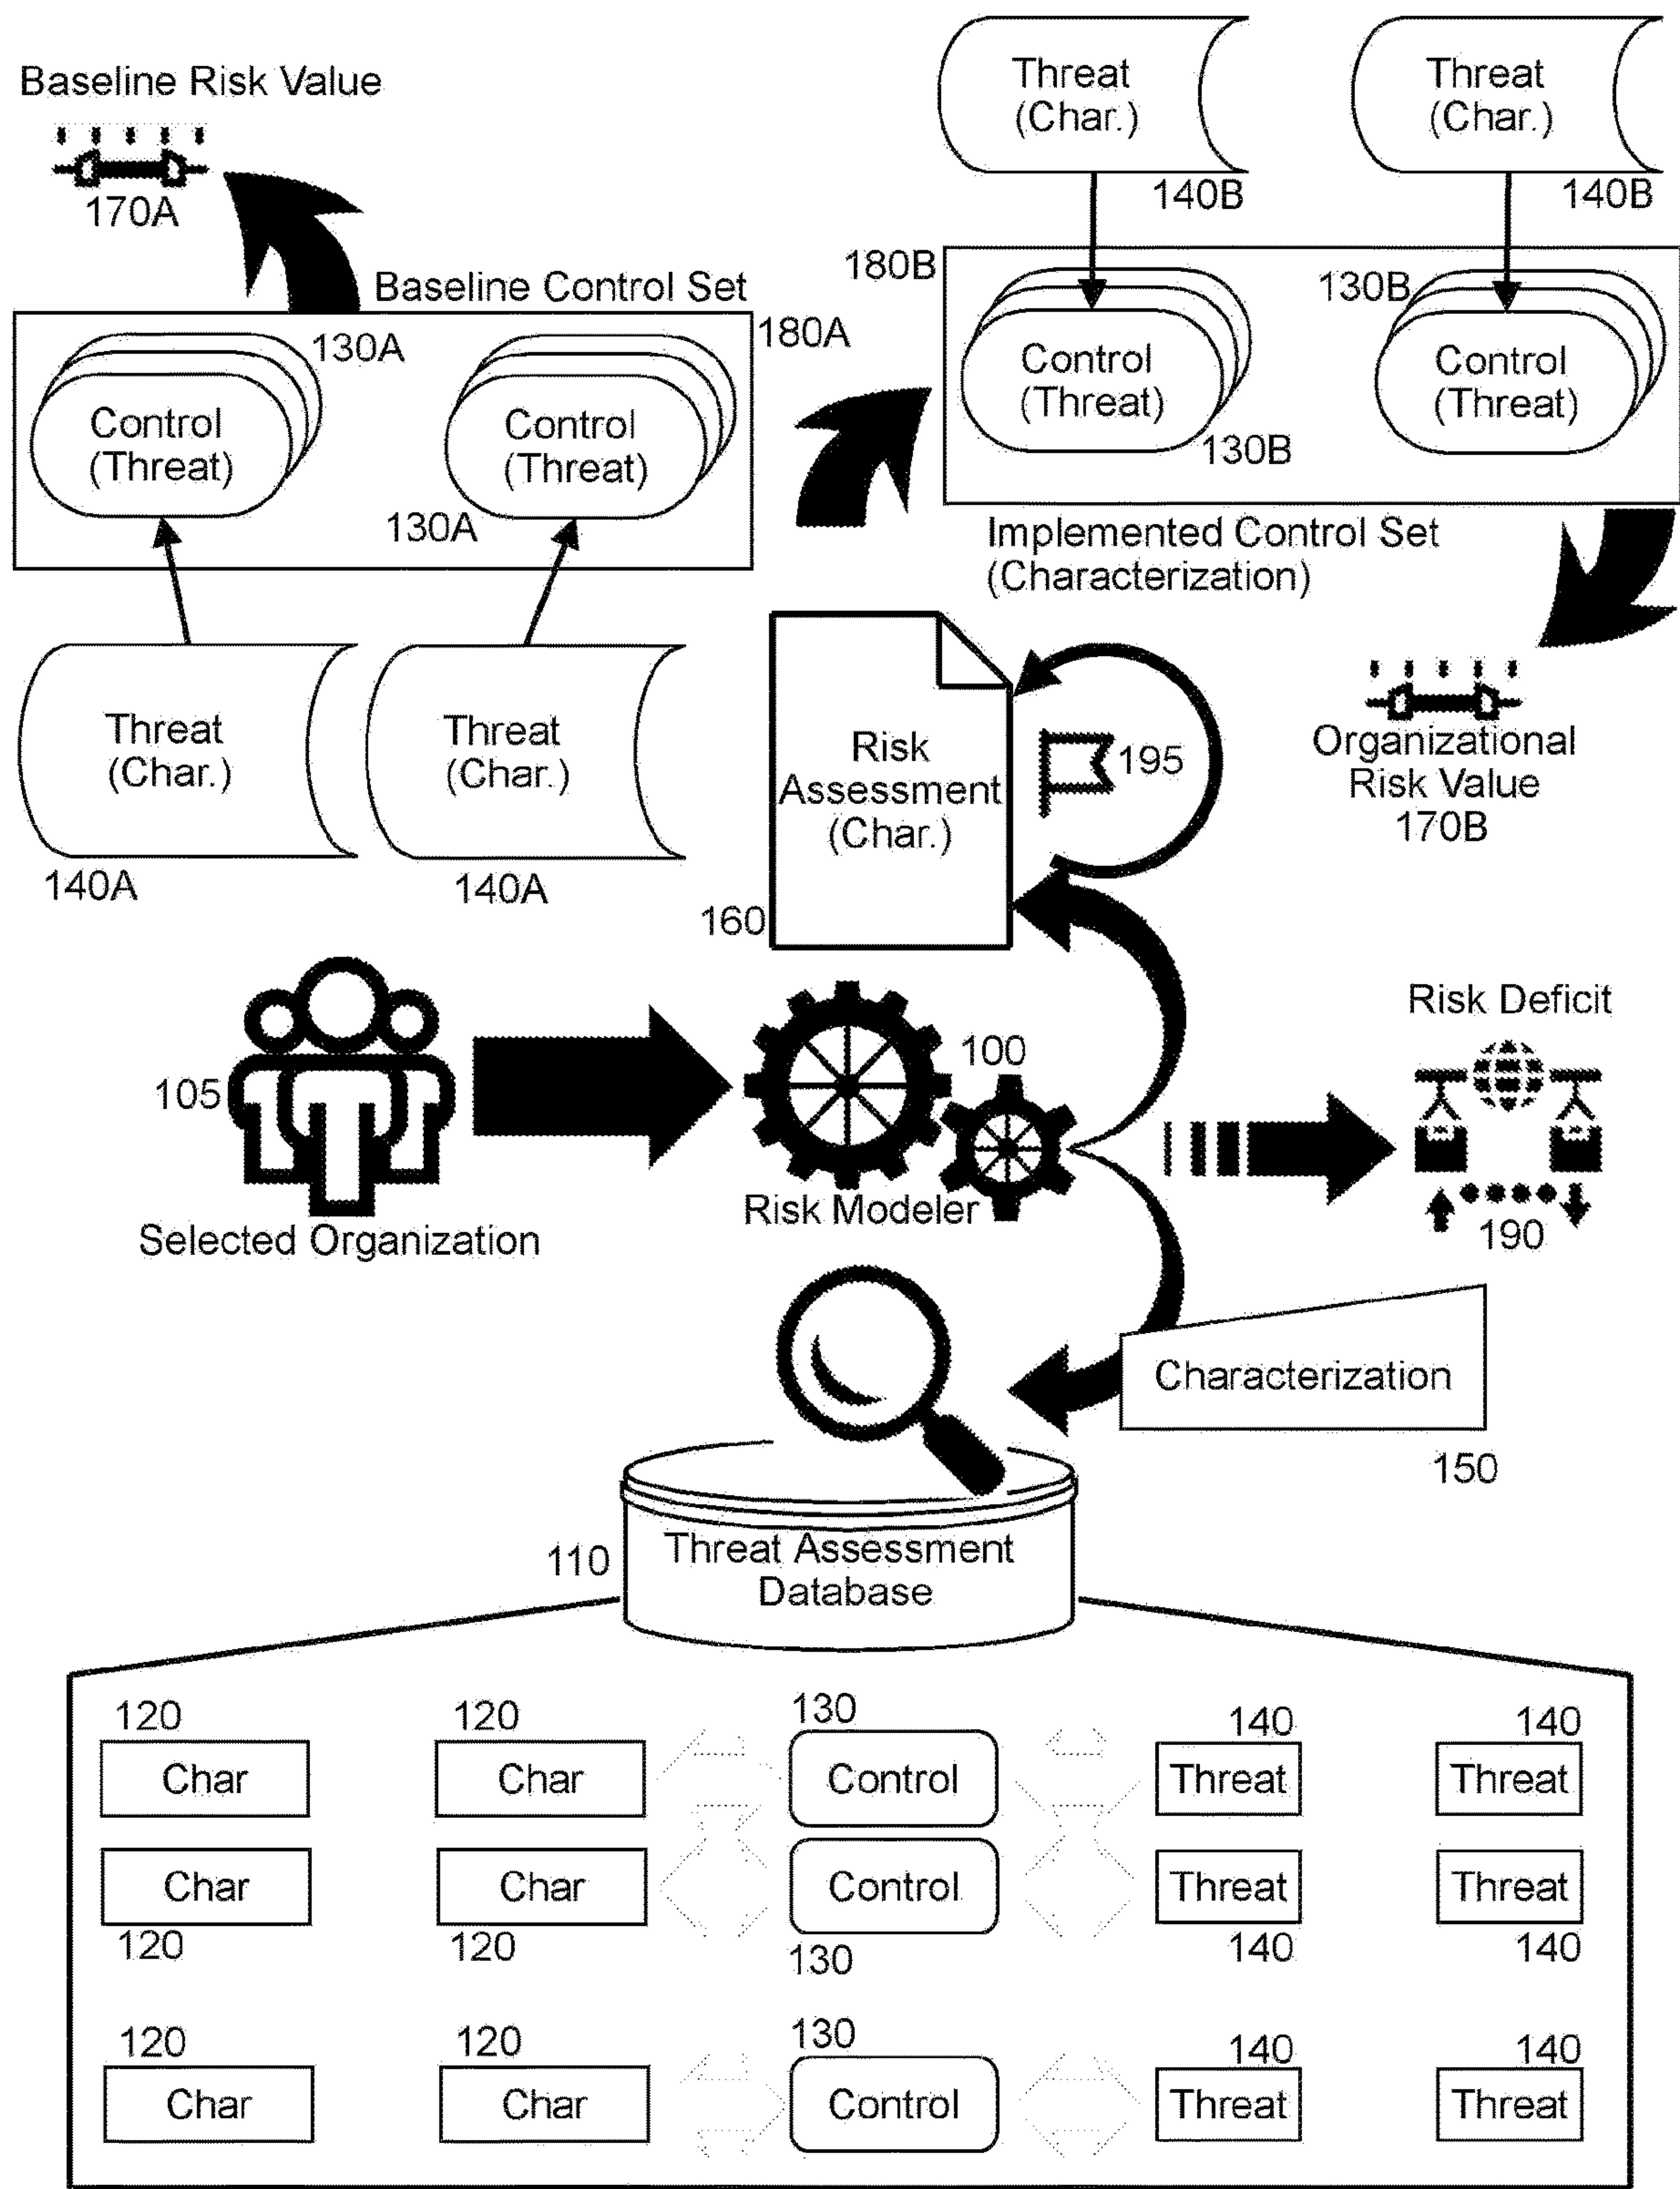 Baseline Risk Value
170A
Threat
(Char.)
140B
Threat
(Char.)
140B
Baseline Control Set
180A
130A
Control
(Threat)
Control
(Threat)
130A
180B
130B
Control
(Threat)
130B
Control
(Threat)
Implemented Control Set
(Characterization)
Threat
(Char.)
140A
Threat
(Char.)
140A
Risk
Assessment
(Char.)
160
195
Organizational
Risk Value
170B
105
Selected Organization
100
Risk Modeler
Risk Deficit
190
Characterization
150
110
Threat Assessment
Database
120
120
130
140
140
Char
Char
Control
Threat
Threat
Char
Char
Control
Threat
Threat
120
120
130
140
140
120
120
130
140
140
Char
Char
Control
Threat
Threat